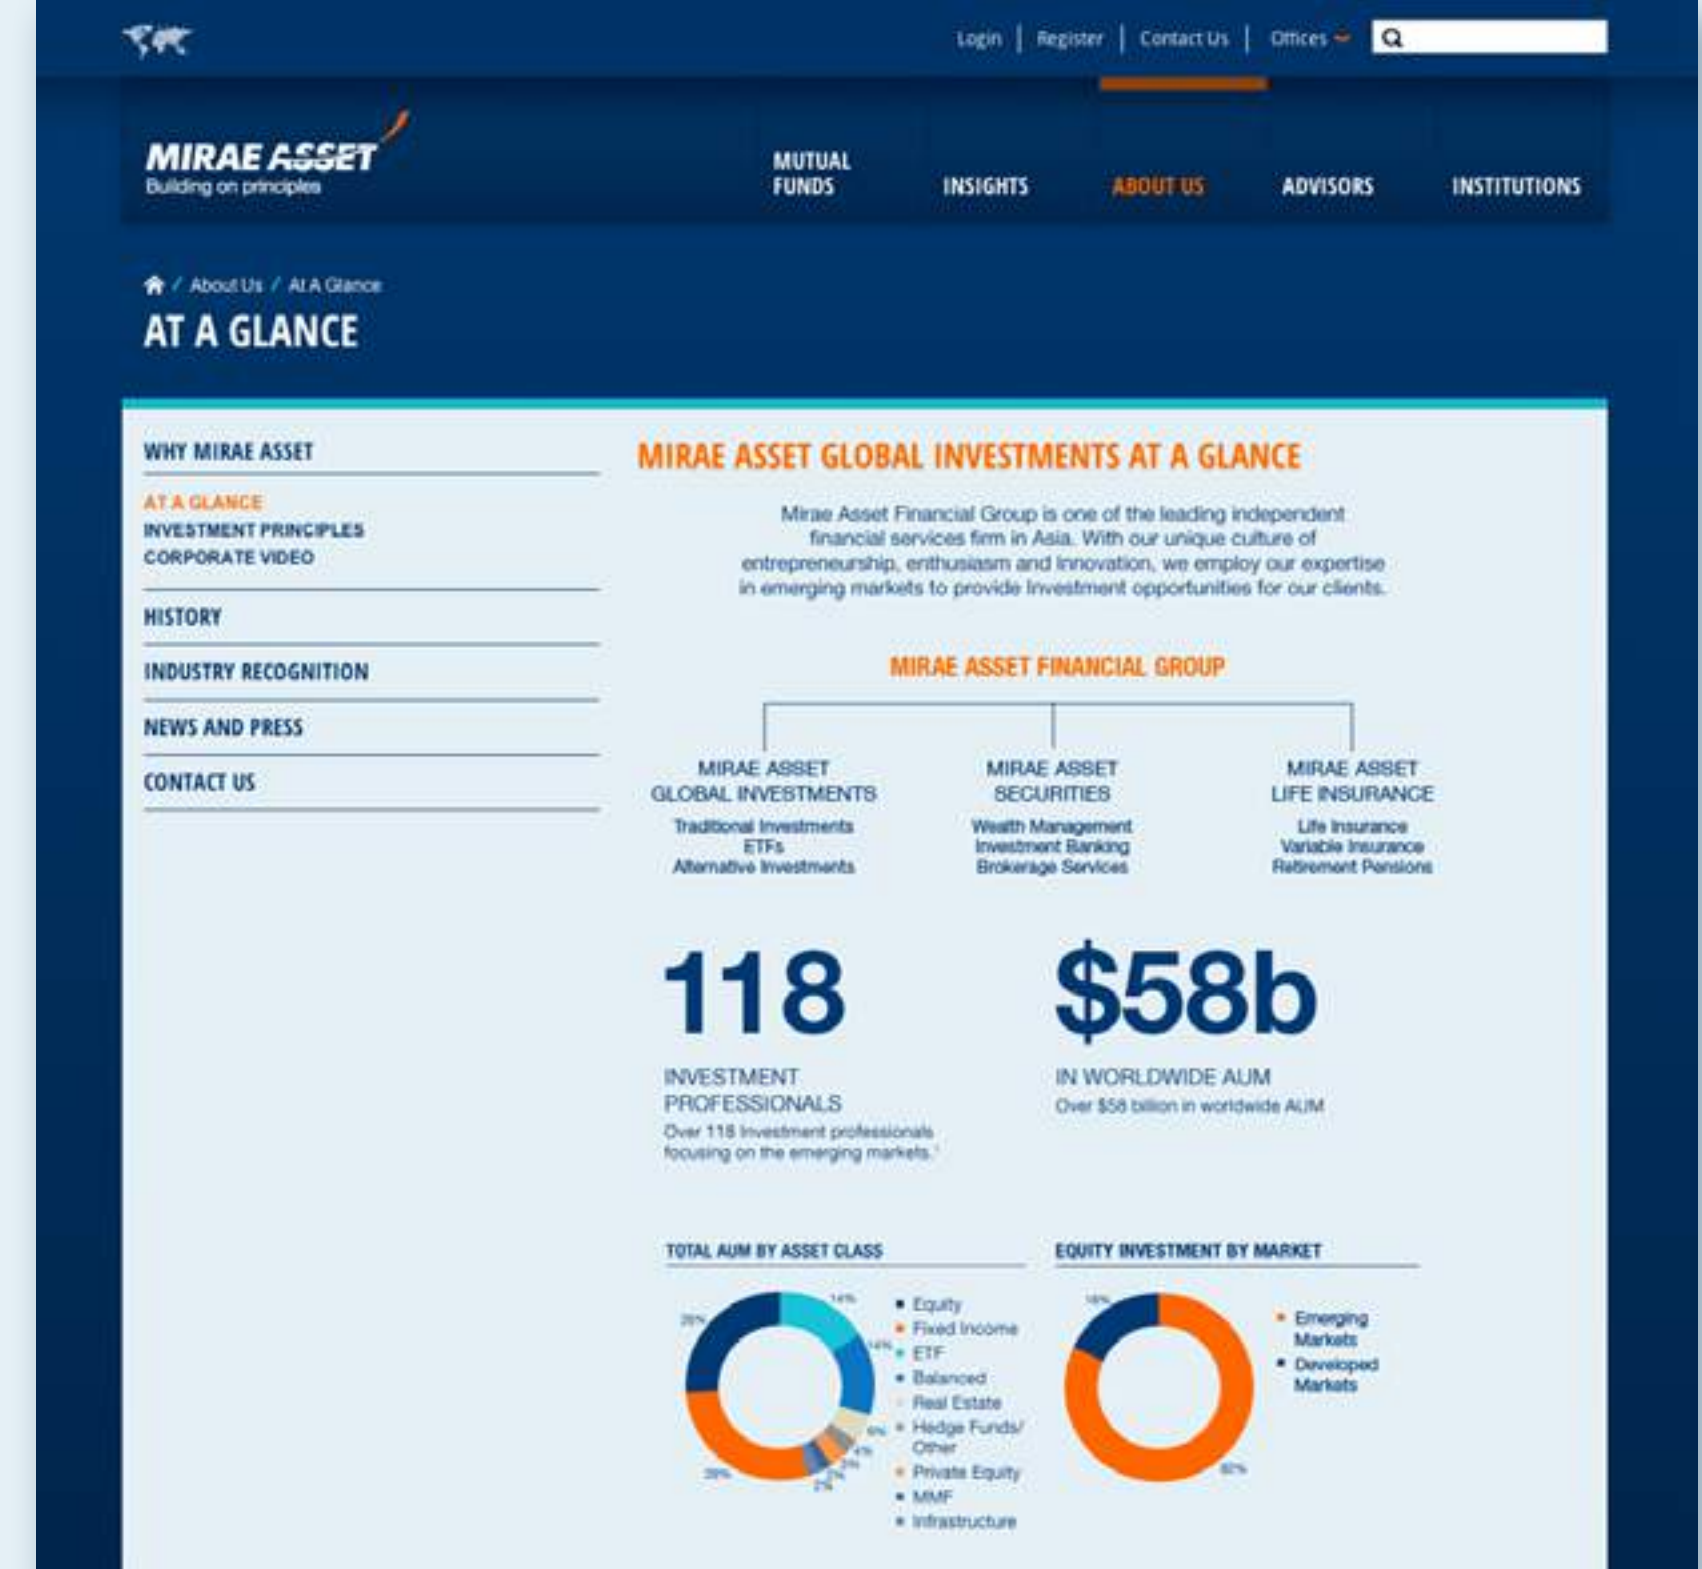 Login | Register | Contact Us | Offices
MIRAE ASSET
Building on principles
MUTUAL
FUNDS
INSIGHTS
ABOUT US
ADVISORS
INSTITUTIONS
/ About Us / At A Glance
AT A GLANCE
WHY MIRAE ASSET
AT A GLANCE
INVESTMENT PRINCIPLES
CORPORATE VIDEO
HISTORY
INDUSTRY RECOGNITION
NEWS AND PRESS
CONTACT US
MIRAE ASSET GLOBAL INVESTMENTS AT A GLANCE
Mirae Asset Financial Group is one of the leading independent
financial services firm in Asia. With our unique culture of
entrepreneurship, enthusiasm and Innovation, we employ our expertise
in emerging markets to provide Investment opportunities for our clients.
MIRAE ASSET FINANCIAL GROUP
MIRAE ASSET
GLOBAL INVESTMENTS
Traditional Investments
ETFs
Alternative Investments
MIRAE ASSET
SECURITIES
Wealth Management
Investment Banking
Brokerage Services
MIRAE ASSET
LIFE INSURANCE
Life Insurance
Variable Insurance
Retirement Pensions
118
INVESTMENT
PROFESSIONALS
Over 118 Investment professionals
focusing on the emerging markets.¹
$58b
IN WORLDWIDE AUM
Over $58 billion in worldwide AUM
TOTAL AUM BY ASSET CLASS
14%
14%
4%
2%
Equity
Fixed Income
ETF
Balanced
Real Estate
Hedge Funds/
Other
Private Equity
MMF
Infrastructure
EQUITY INVESTMENT BY MARKET
18%
82%
Emerging
Markets
Developed
Markets